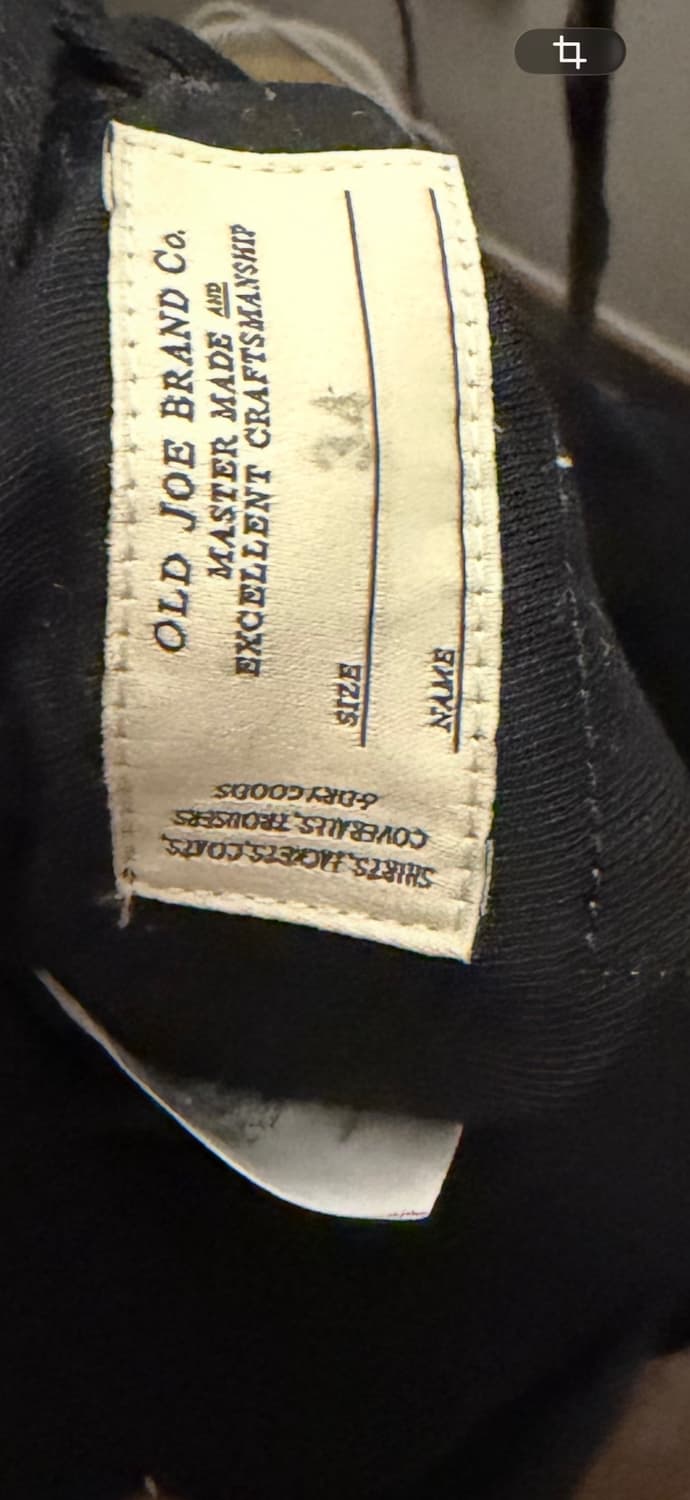 OLD JOE BRAND Co.
MASTER MADE AND
EXCELLENT CRAFTSMANSHIP
SIZE
NAME
SHIRTS, JACKETS, COATS,
COVERALLS, TROUSERS
& DRY GOODS